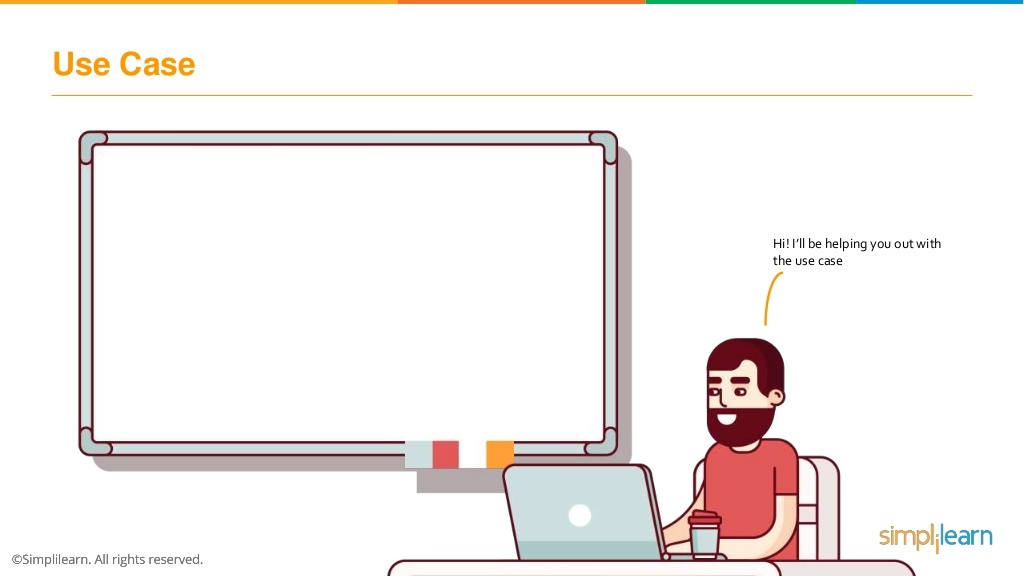 Use Case
Hi! I'll be helping you out with
the use case
simplilearn
©Simplilearn. All rights reserved.